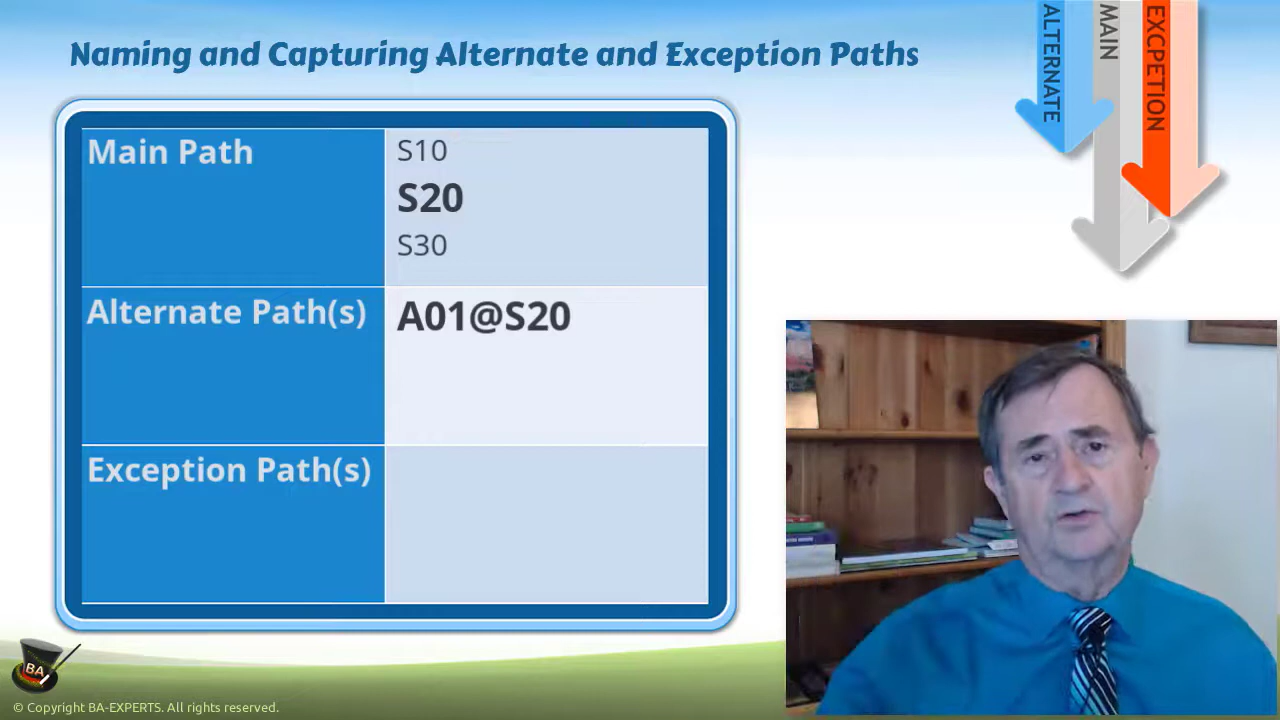 Naming and Capturing Alternate and Exception Paths
ALTERNATE
MAIN
EXCPETION
Main Path
S10
S20
S30
Alternate Path(s)
A01@S20
Exception Path(s)
BA
© Copyright BA-EXPERTS. All rights reserved.